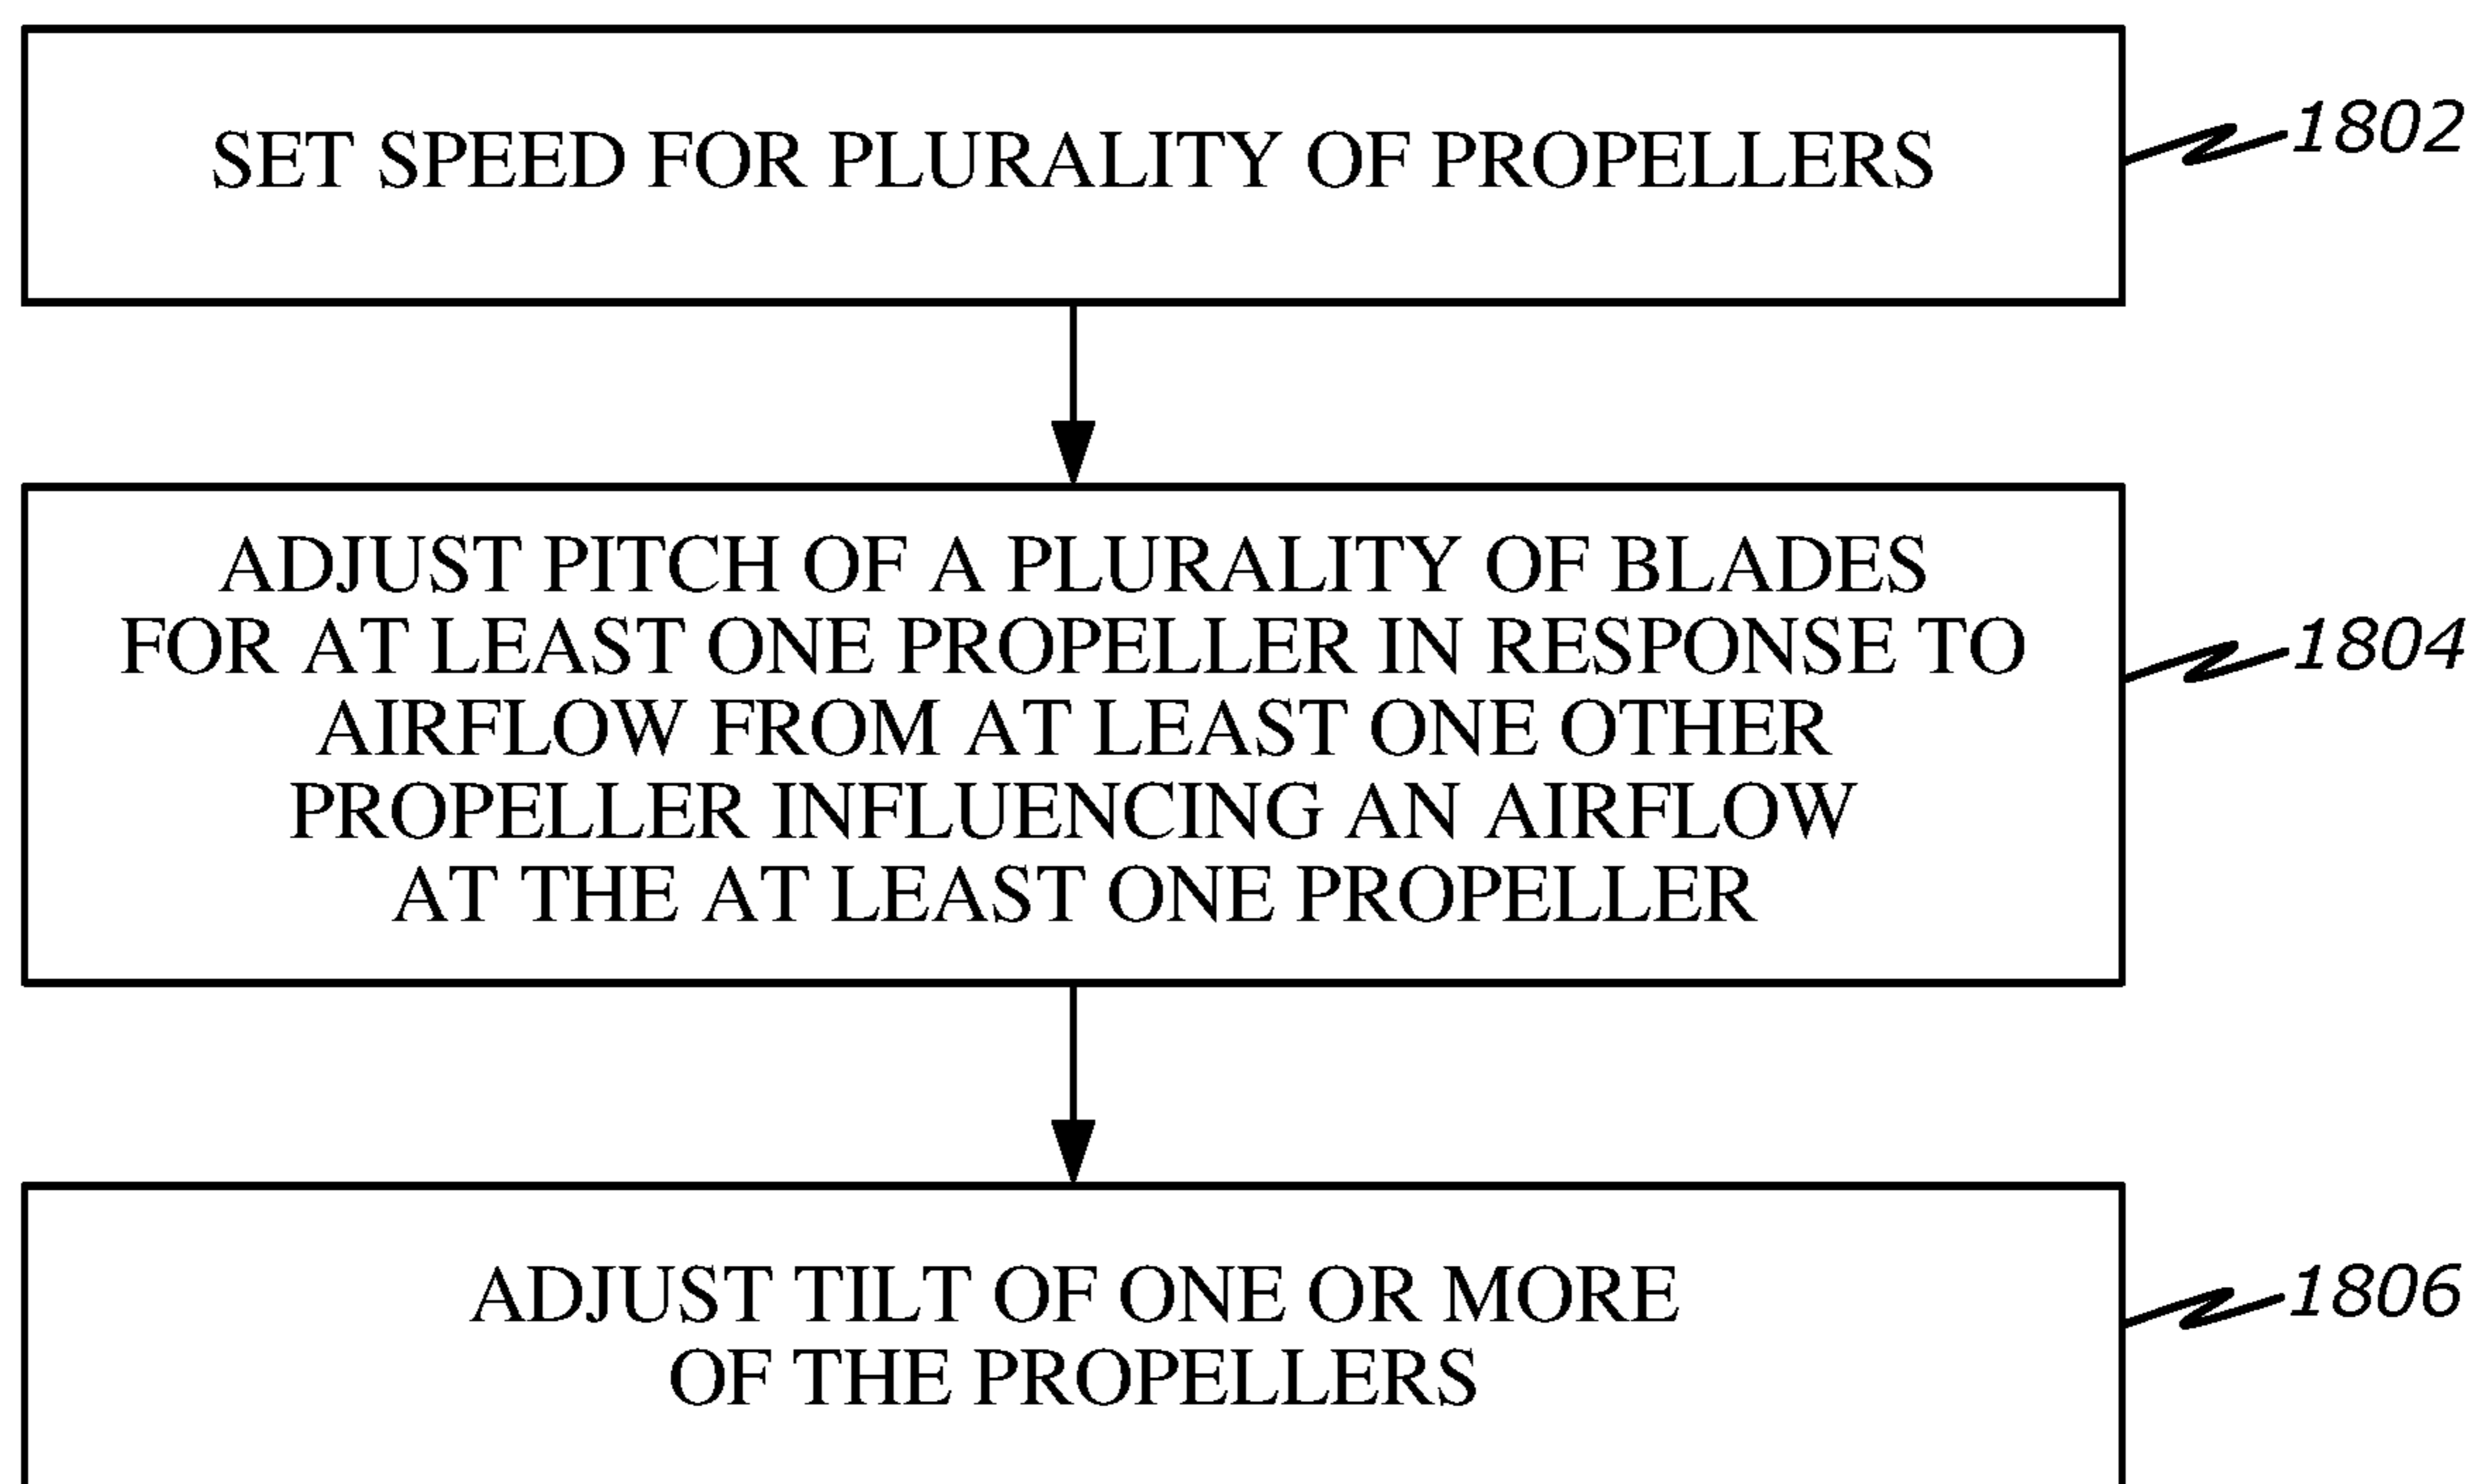 SET SPEED FOR PLURALITY OF PROPELLERS
1802
ADJUST PITCH OF A PLURALITY OF BLADES
FOR AT LEAST ONE PROPELLER IN RESPONSE TO
AIRFLOW FROM AT LEAST ONE OTHER
PROPELLER INFLUENCING AN AIRFLOW
AT THE AT LEAST ONE PROPELLER
1804
ADJUST TILT OF ONE OR MORE
OF THE PROPELLERS
1806